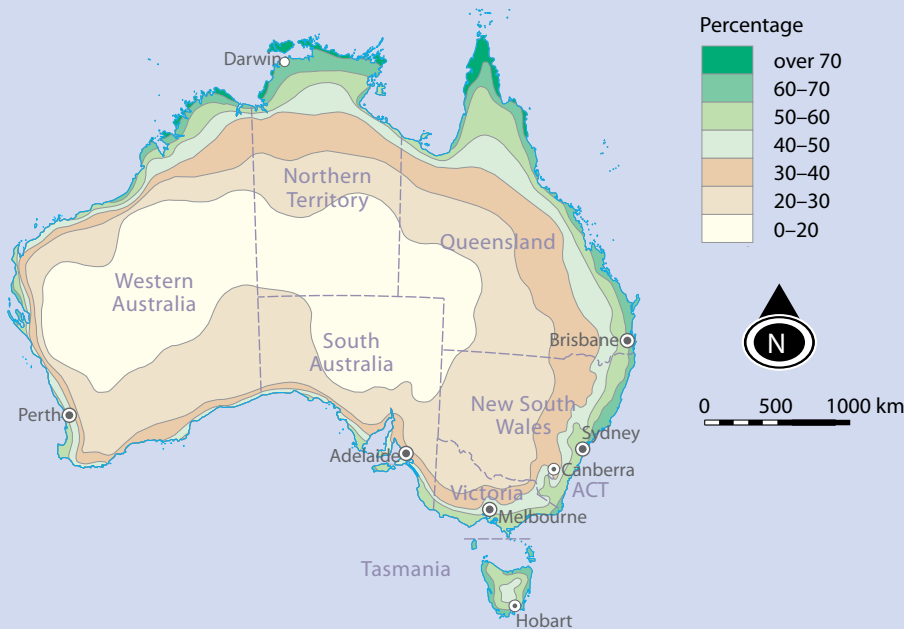 Percentage
over 70
60–70
50–60
40–50
30–40
20–30
0–20
Darwin
Northern
Territory
Queensland
Western
Australia
South
Australia
Brisbane
N
Perth
New South
Wales
0 500 1000 km
Sydney
Adelaide
Canberra
Victoria
ACT
Melbourne
Tasmania
Hobart